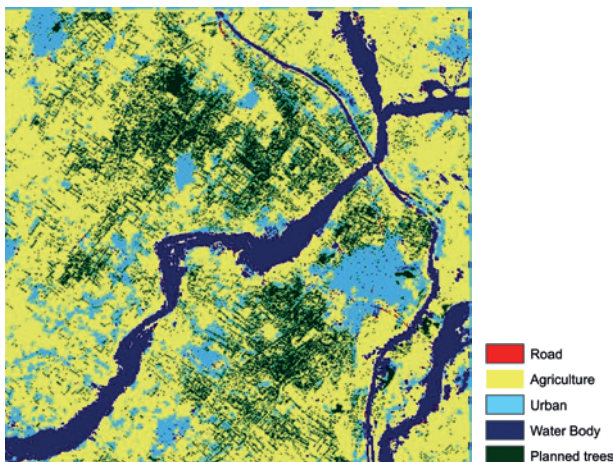 Road
Agriculture
Urban
Water Body
Planned trees